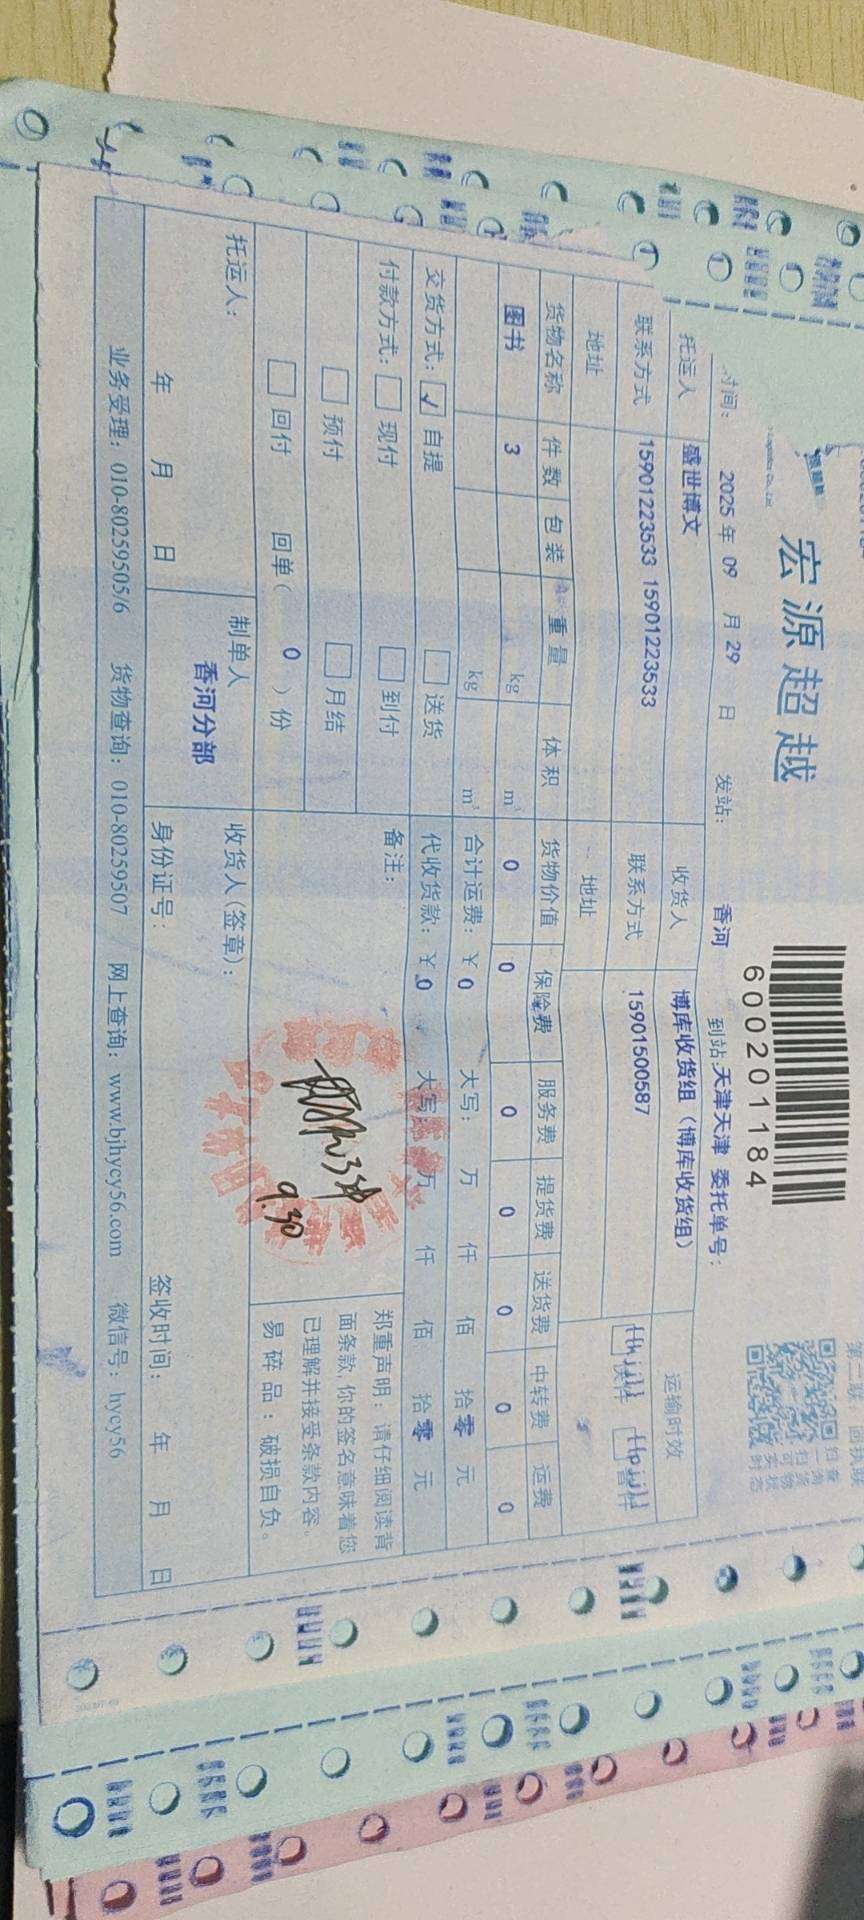 宏源超越
600201184
时间： 2025 年 09 月 29 日 发站： 香河 到站：天津天津 委托单号：
托运人 盛世博文 收货人 博库收货组（博库收货组） 运输时效
联系方式 15901223533 15901223533 联系方式 15901500587
地址 地址
货物名称 件数 包装 重量 体积 货物价值 保险费 服务费 提货费 送货费 中转费 运费
图书 3 kg m³ 0 0 0 0 0 0 0
kg m³ 合计运费：￥0 大写： 万 仟 佰 拾 零 元
交货方式：☑ 自提 □ 送货 代收货款：￥0 大写： 万 仟 佰 拾 零 元
付款方式：□ 现付 □ 到付 备注：
□ 预付 □ 月结
□ 回付 回单（ 0 ）份
9.30
郑重声明：请仔细阅读背
面条款，你的签名意味着您
已理解并接受条款内容
易碎品：破损自负。
托运人： 制单人 收货人（签章）：
香河分部
年 月 日 身份证号： 签收时间： 年 月 日
业务受理：010-80259505/6 货物查询：010-80259507 网上查询：www.bjhycy56.com 微信号：hycy56